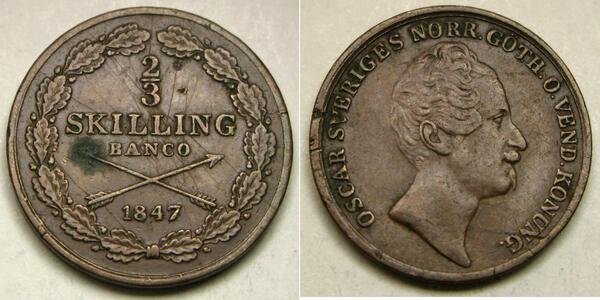 2
3
SKILLING
BANCO
1847
OSCAR SVERIGES NORR. GÖTH. O. VEND. KONUNG.